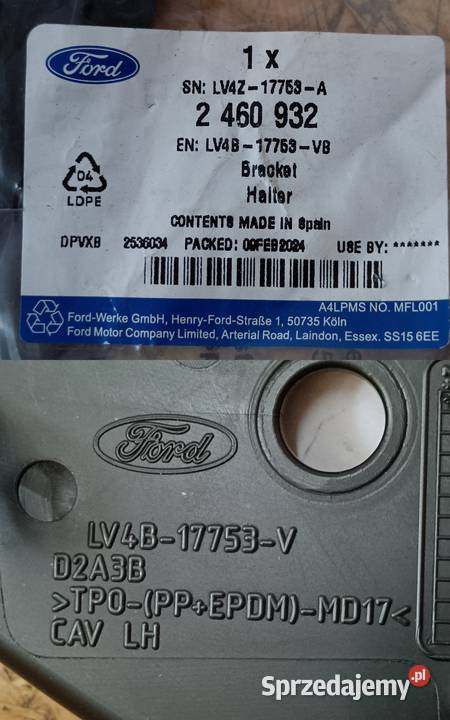 Ford
1 x
SN: LV4Z-17753-A
2 460 932
EN: LV4B-17753-VB
Bracket
Halter
CONTENTS MADE IN Spain
DPVXB 2536034 PACKED: 09FEB2024 USE BY: *******
04
LDPE
A4LPMS NO. MFL001
Ford-Werke GmbH, Henry-Ford-Straße 1, 50735 Köln
Ford Motor Company Limited, Arterial Road, Laindon, Essex. SS15 6EE
Ford
LV4B-17753-V
D2A3B
>TPO-(PP+EPDM)-MD17<
CAV LH
Sprzedajemy.pl